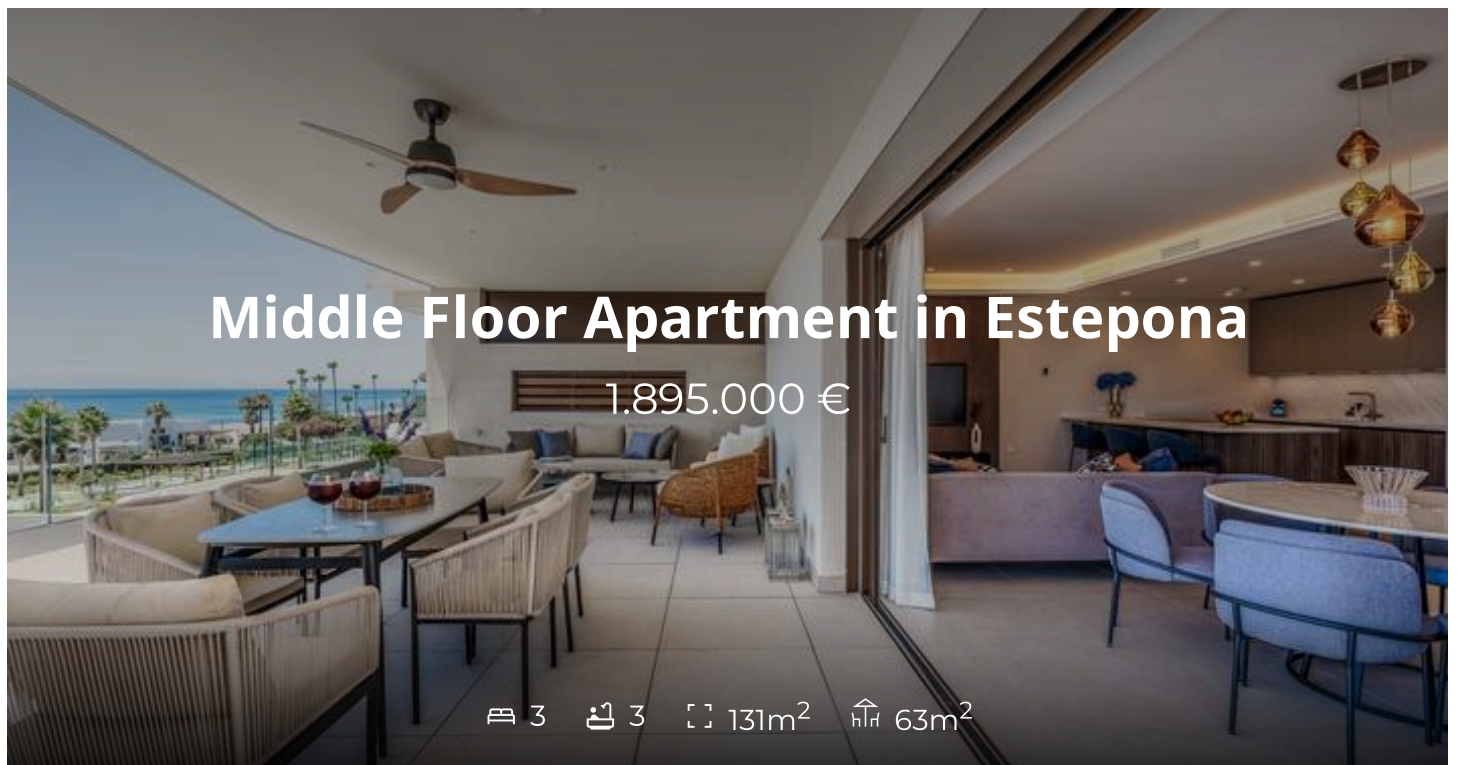 Middle Floor Apartment in Estepona
1.895.000 €
3 3 131m² 63m²